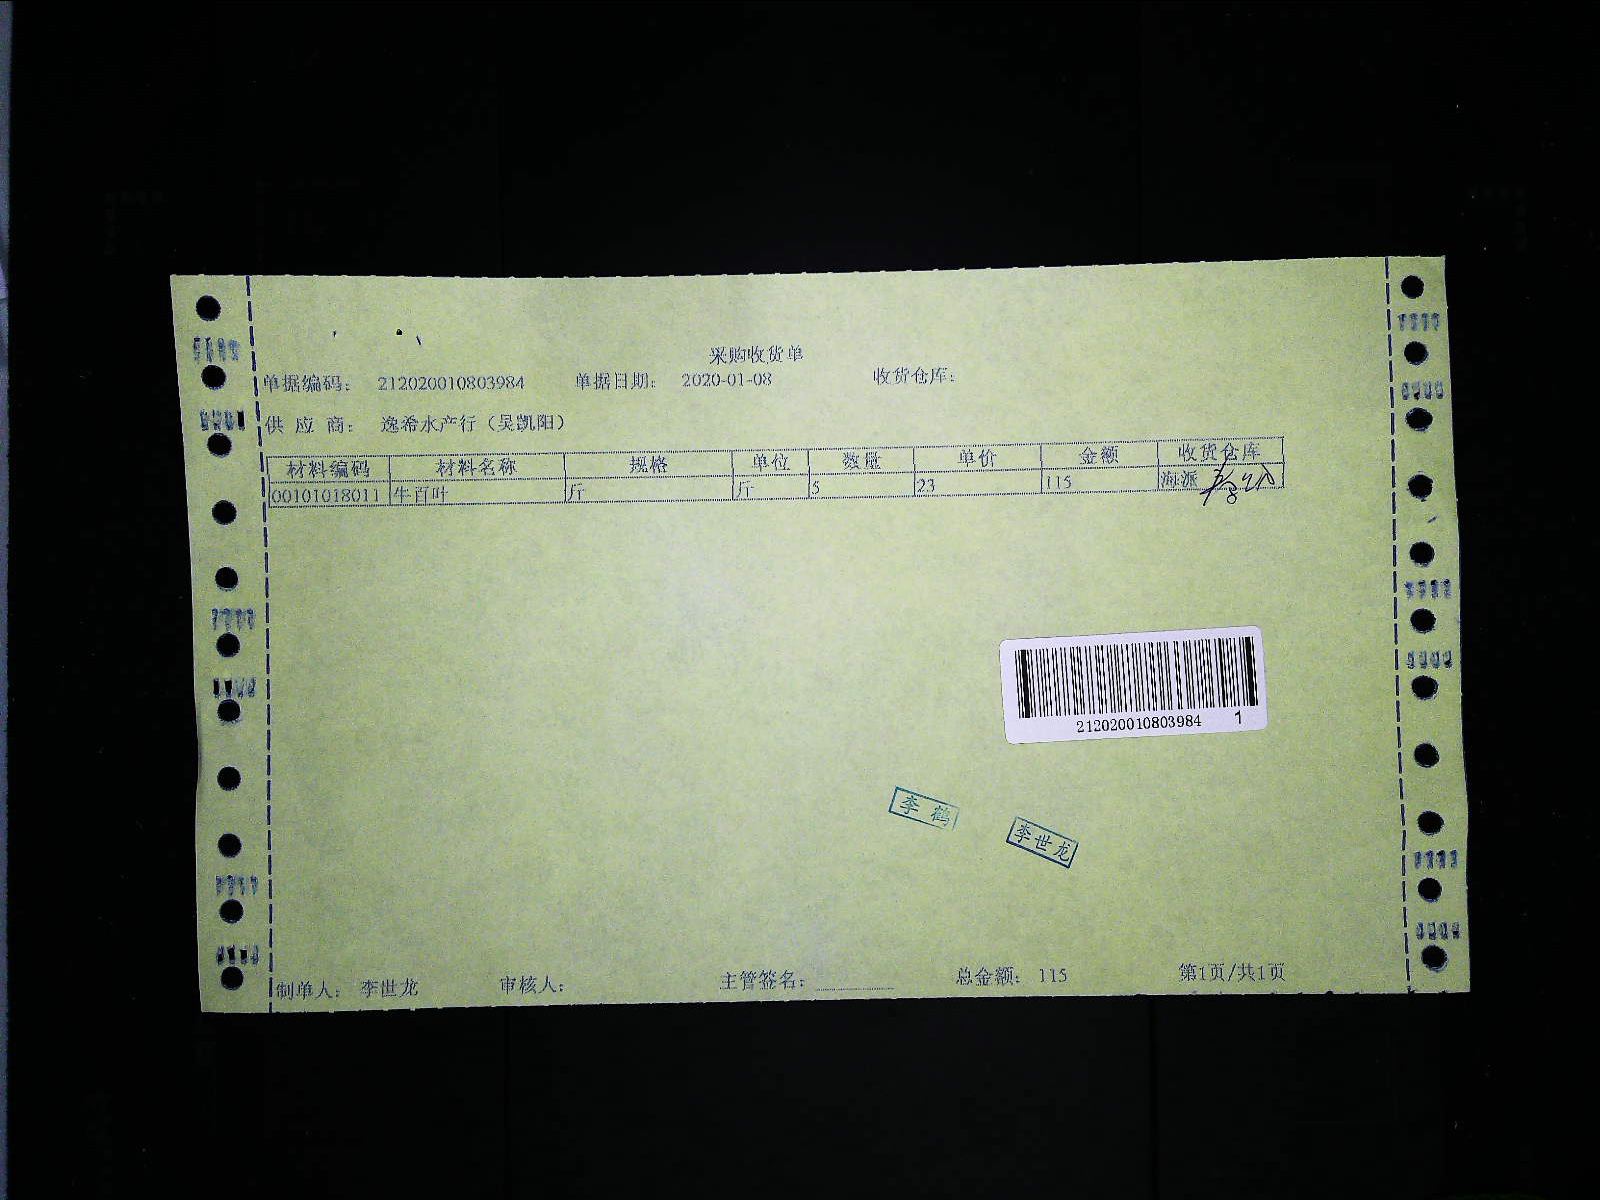 采购收货单
单据编码： 212020010803984 单据日期： 2020-01-08 收货仓库：
供 应 商： 逸希水产行（吴凯阳）
材料编码 材料名称 规格 单位 数量 单价 金额 收货仓库
00101018011 牛百叶 斤 斤 5 23 115 海派
212020010803984 1
李鹤
李世龙
制单人： 李世龙 审核人： 主管签名： 总金额： 115 第1页/共1页